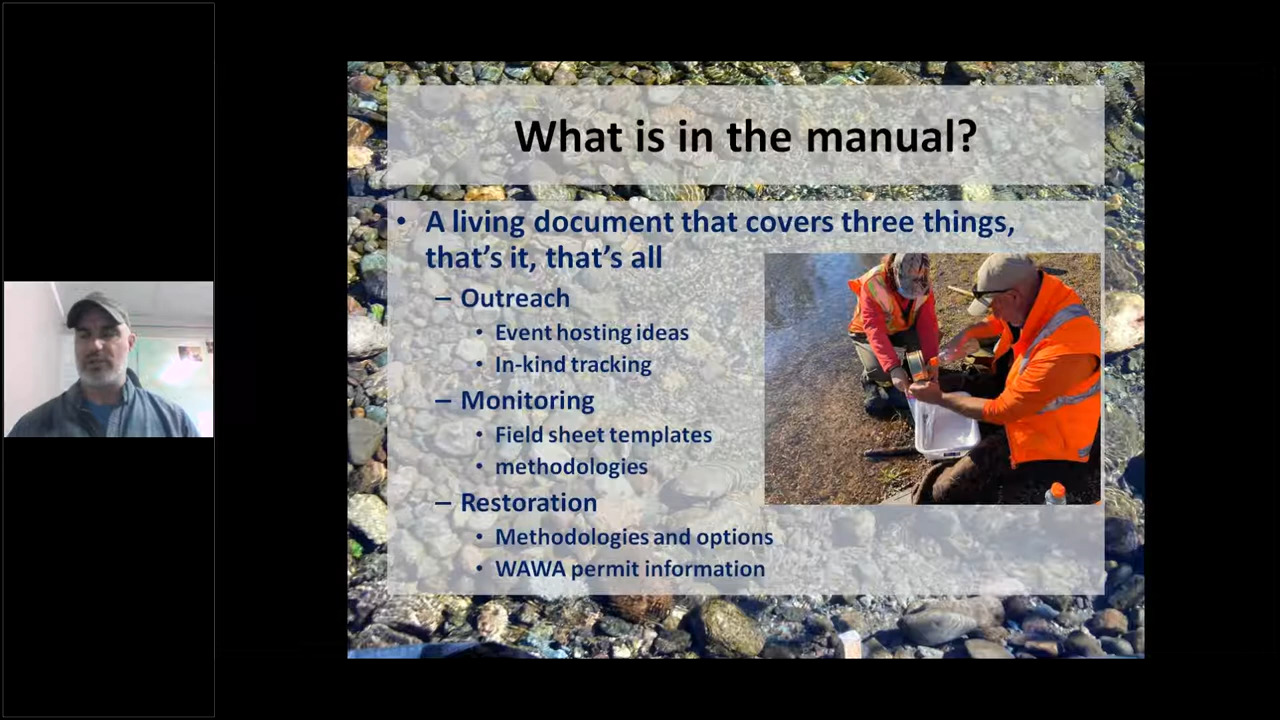 What is in the manual?
• A living document that covers three things,
that's it, that's all
– Outreach
• Event hosting ideas
• In-kind tracking
– Monitoring
• Field sheet templates
• methodologies
– Restoration
• Methodologies and options
• WAWA permit information